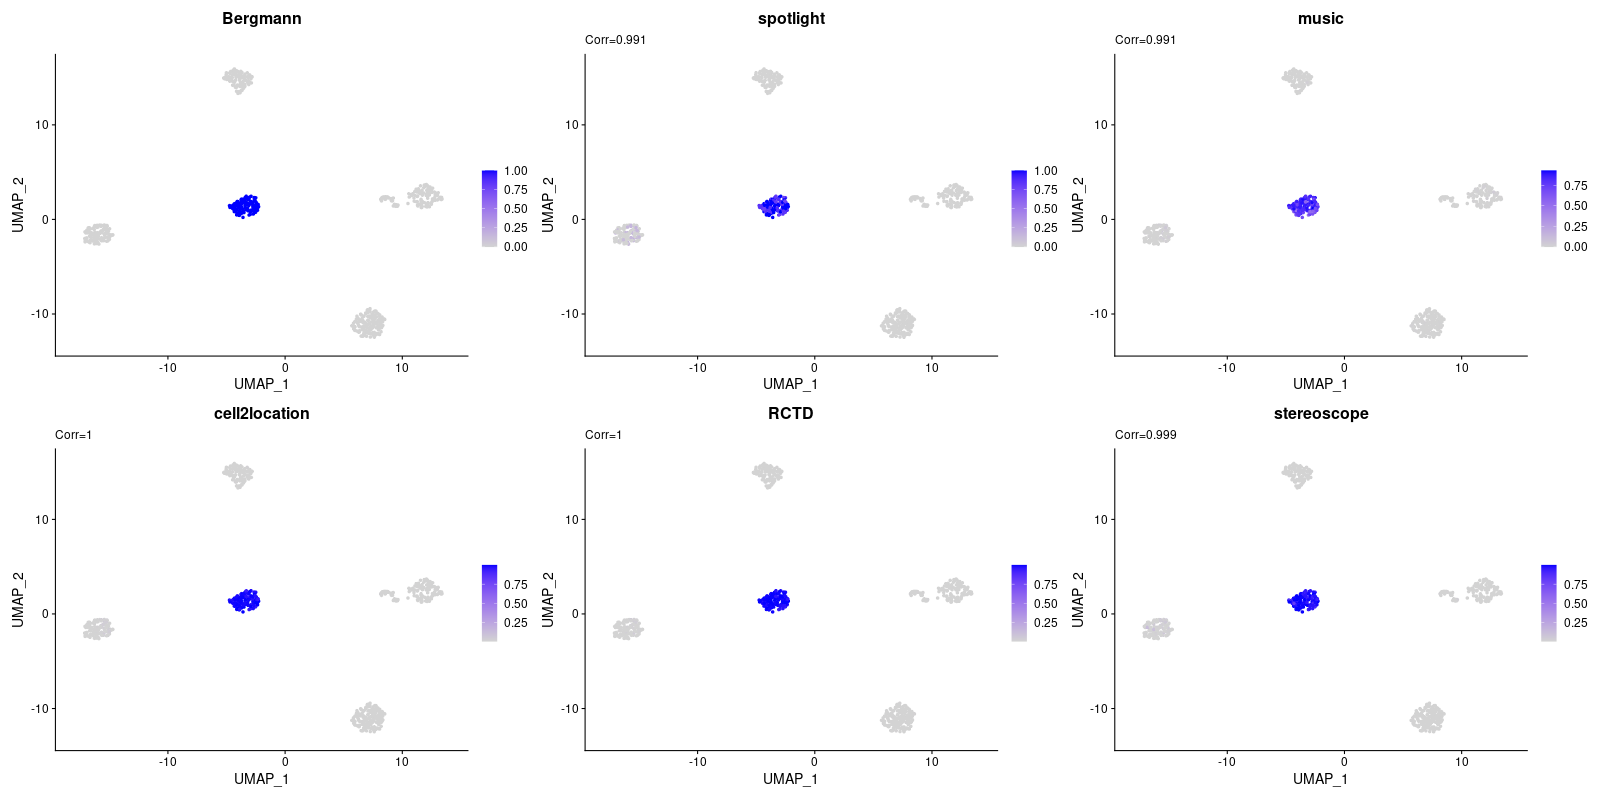 Bergmann
10
0
-10
UMAP_2
-10
0
10
UMAP_1
1.00
0.75
0.50
0.25
0.00
spotlight
Corr=0.991
10
0
-10
UMAP_2
-10
0
10
UMAP_1
1.00
0.75
0.50
0.25
0.00
music
Corr=0.991
10
0
-10
UMAP_2
-10
0
10
UMAP_1
0.75
0.50
0.25
0.00
cell2location
Corr=1
10
0
-10
UMAP_2
-10
0
10
UMAP_1
0.75
0.50
0.25
RCTD
Corr=1
10
0
-10
UMAP_2
-10
0
10
UMAP_1
0.75
0.50
0.25
stereoscope
Corr=0.999
10
0
-10
UMAP_2
-10
0
10
UMAP_1
0.75
0.50
0.25